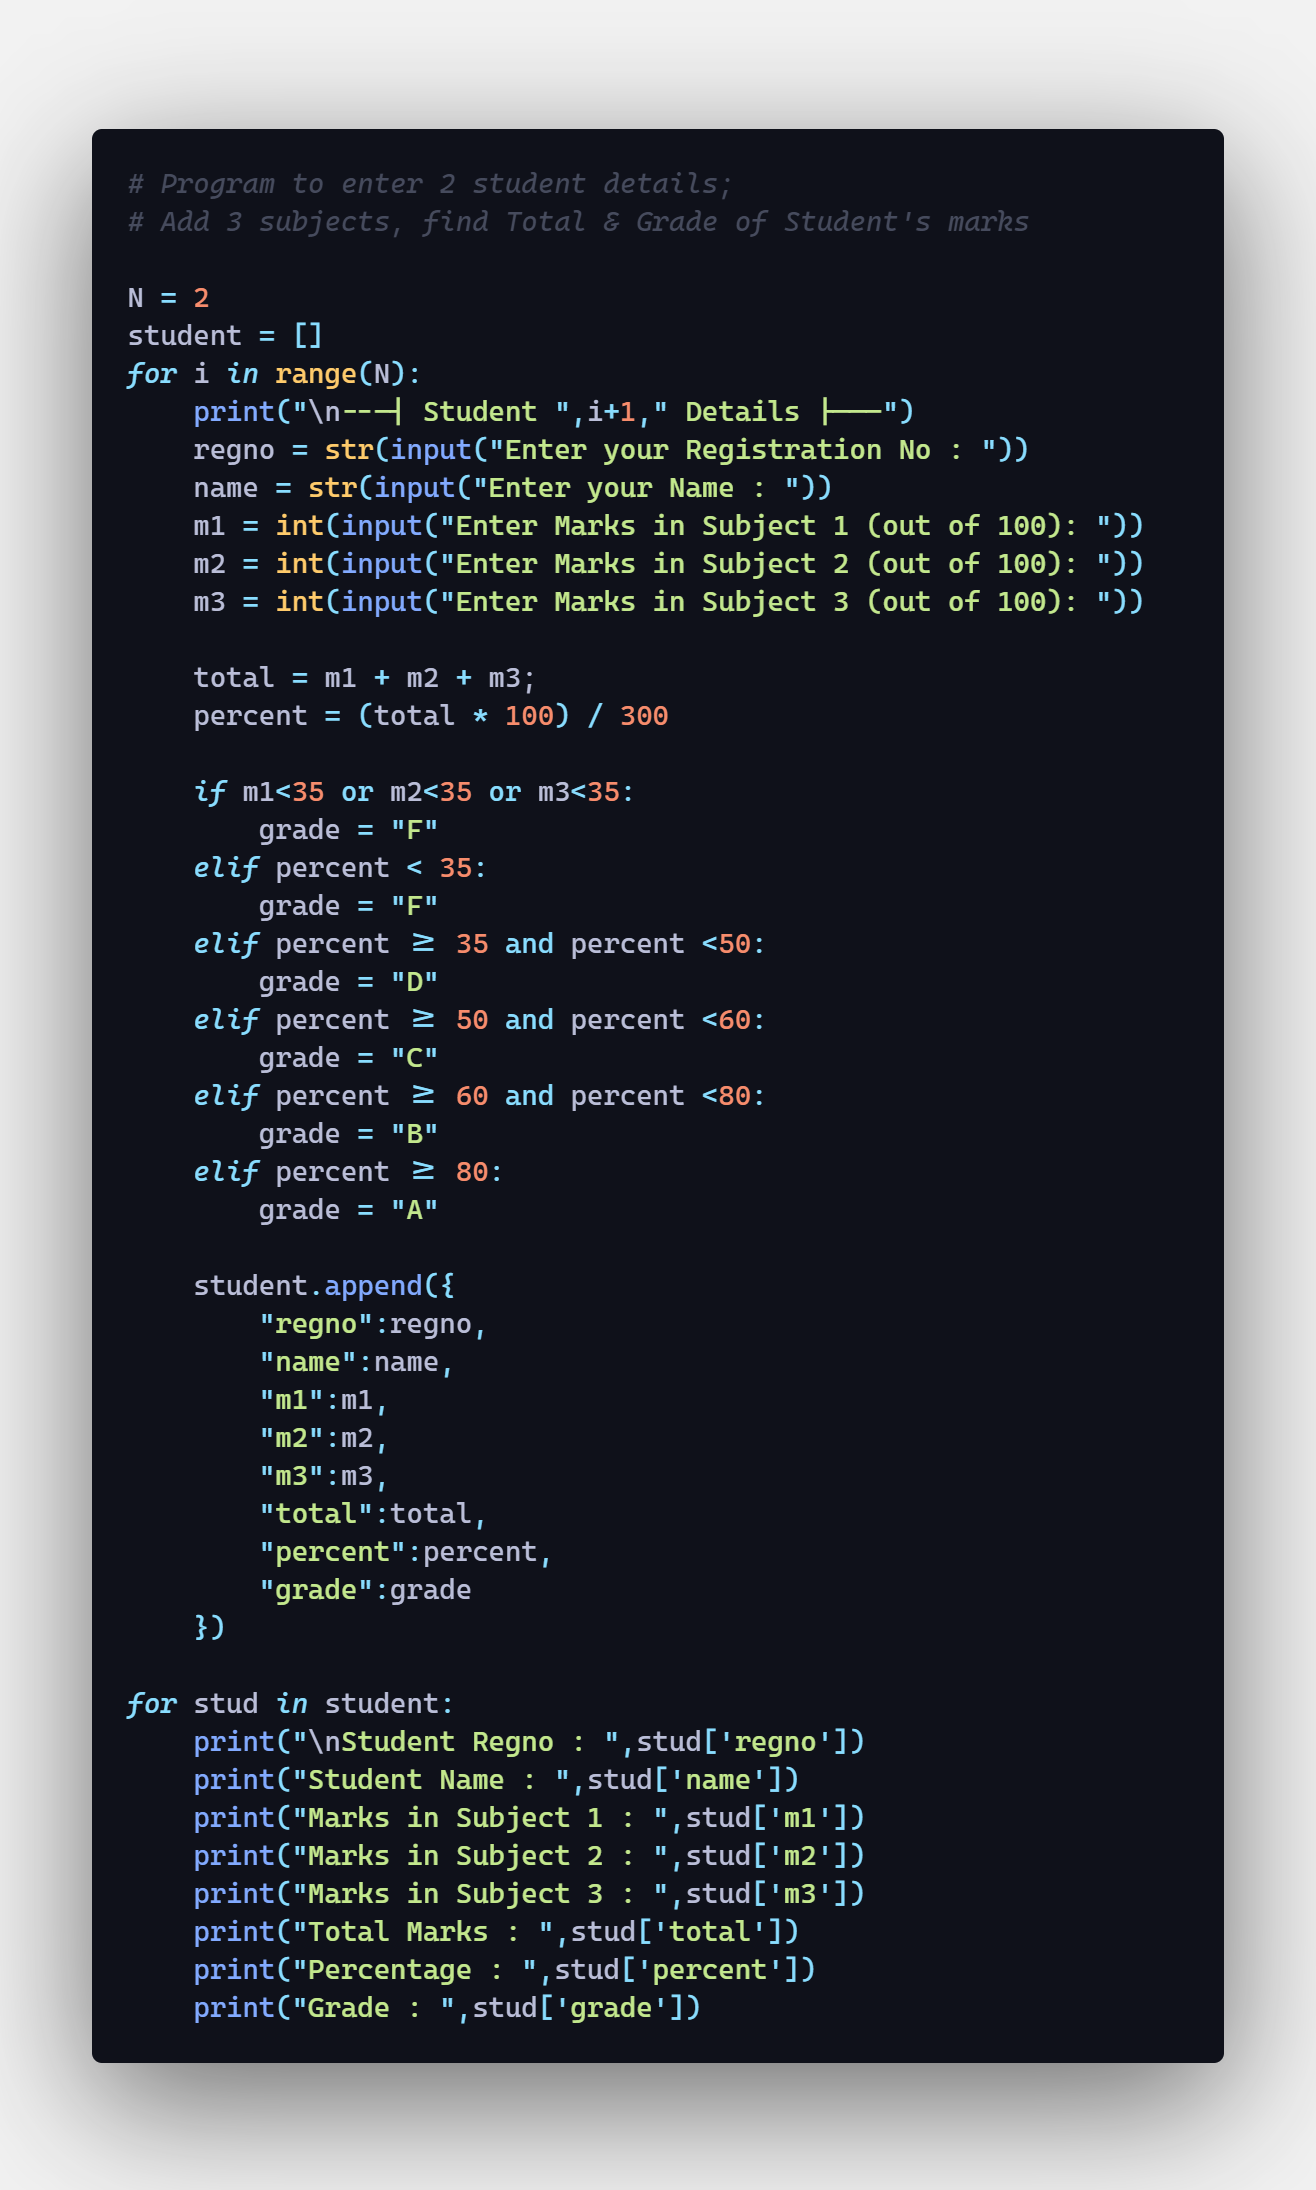 # Program to enter 2 student details;
# Add 3 subjects, find Total & Grade of Student's marks

N = 2
student = []
for i in range(N):
    print("\n---┤ Student ",i+1," Details ├───")
    regno = str(input("Enter your Registration No : "))
    name = str(input("Enter your Name : "))
    m1 = int(input("Enter Marks in Subject 1 (out of 100): "))
    m2 = int(input("Enter Marks in Subject 2 (out of 100): "))
    m3 = int(input("Enter Marks in Subject 3 (out of 100): "))

    total = m1 + m2 + m3;
    percent = (total * 100) / 300

    if m1<35 or m2<35 or m3<35:
        grade = "F"
    elif percent < 35:
        grade = "F"
    elif percent ≥ 35 and percent <50:
        grade = "D"
    elif percent ≥ 50 and percent <60:
        grade = "C"
    elif percent ≥ 60 and percent <80:
        grade = "B"
    elif percent ≥ 80:
        grade = "A"

    student.append({
        "regno":regno,
        "name":name,
        "m1":m1,
        "m2":m2,
        "m3":m3,
        "total":total,
        "percent":percent,
        "grade":grade
    })

for stud in student:
    print("\nStudent Regno : ",stud['regno'])
    print("Student Name : ",stud['name'])
    print("Marks in Subject 1 : ",stud['m1'])
    print("Marks in Subject 2 : ",stud['m2'])
    print("Marks in Subject 3 : ",stud['m3'])
    print("Total Marks : ",stud['total'])
    print("Percentage : ",stud['percent'])
    print("Grade : ",stud['grade'])